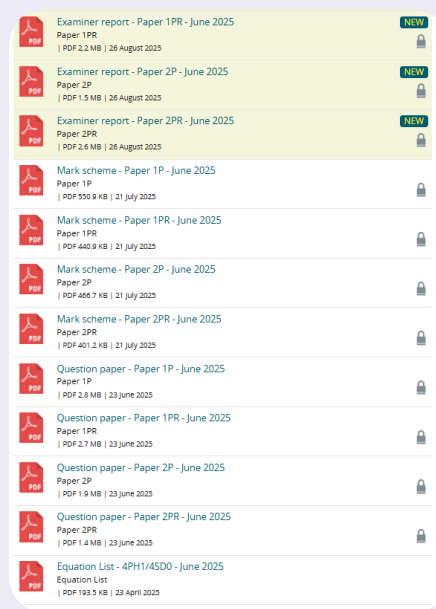 Examiner report - Paper 1PR - June 2025
NEW
Paper 1PR
| PDF 2.2 MB | 26 August 2025
PDF
Examiner report - Paper 2P - June 2025
NEW
Paper 2P
| PDF 1.5 MB | 26 August 2025
PDF
Examiner report - Paper 2PR - June 2025
NEW
Paper 2PR
| PDF 2.6 MB | 26 August 2025
PDF
Mark scheme - Paper 1P - June 2025
Paper 1P
| PDF 550.9 KB | 21 July 2025
PDF
Mark scheme - Paper 1PR - June 2025
Paper 1PR
| PDF 440.9 KB | 21 July 2025
PDF
Mark scheme - Paper 2P - June 2025
Paper 2P
| PDF 466.7 KB | 21 July 2025
PDF
Mark scheme - Paper 2PR - June 2025
Paper 2PR
| PDF 401.2 KB | 21 July 2025
PDF
Question paper - Paper 1P - June 2025
Paper 1P
| PDF 2.8 MB | 23 June 2025
PDF
Question paper - Paper 1PR - June 2025
Paper 1PR
| PDF 2.7 MB | 23 June 2025
PDF
Question paper - Paper 2P - June 2025
Paper 2P
| PDF 1.9 MB | 23 June 2025
PDF
Question paper - Paper 2PR - June 2025
Paper 2PR
| PDF 1.4 MB | 23 June 2025
PDF
Equation List - 4PH1/4SD0 - June 2025
Equation List
| PDF 193.5 KB | 23 April 2025
PDF